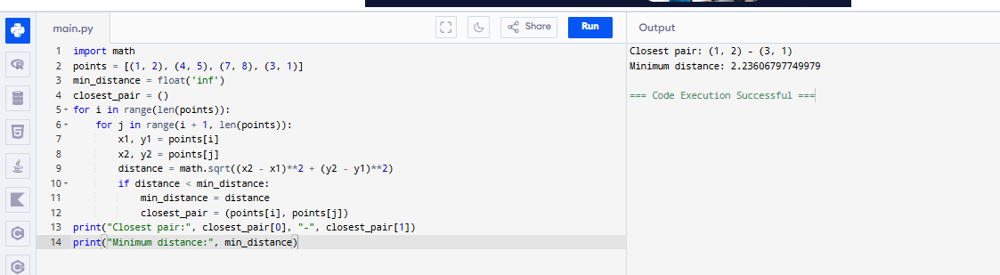 main.py
Share
Run
Output
1 import math
2 points = [(1, 2), (4, 5), (7, 8), (3, 1)]
3 min_distance = float('inf')
4 closest_pair = ()
5 for i in range(len(points)):
6     for j in range(i + 1, len(points)):
7         x1, y1 = points[i]
8         x2, y2 = points[j]
9         distance = math.sqrt((x2 - x1)**2 + (y2 - y1)**2)
10         if distance < min_distance:
11             min_distance = distance
12             closest_pair = (points[i], points[j])
13 print("Closest pair:", closest_pair[0], "-", closest_pair[1])
14 print("Minimum distance:", min_distance)
Closest pair: (1, 2) - (3, 1)
Minimum distance: 2.23606797749979
=== Code Execution Successful ===